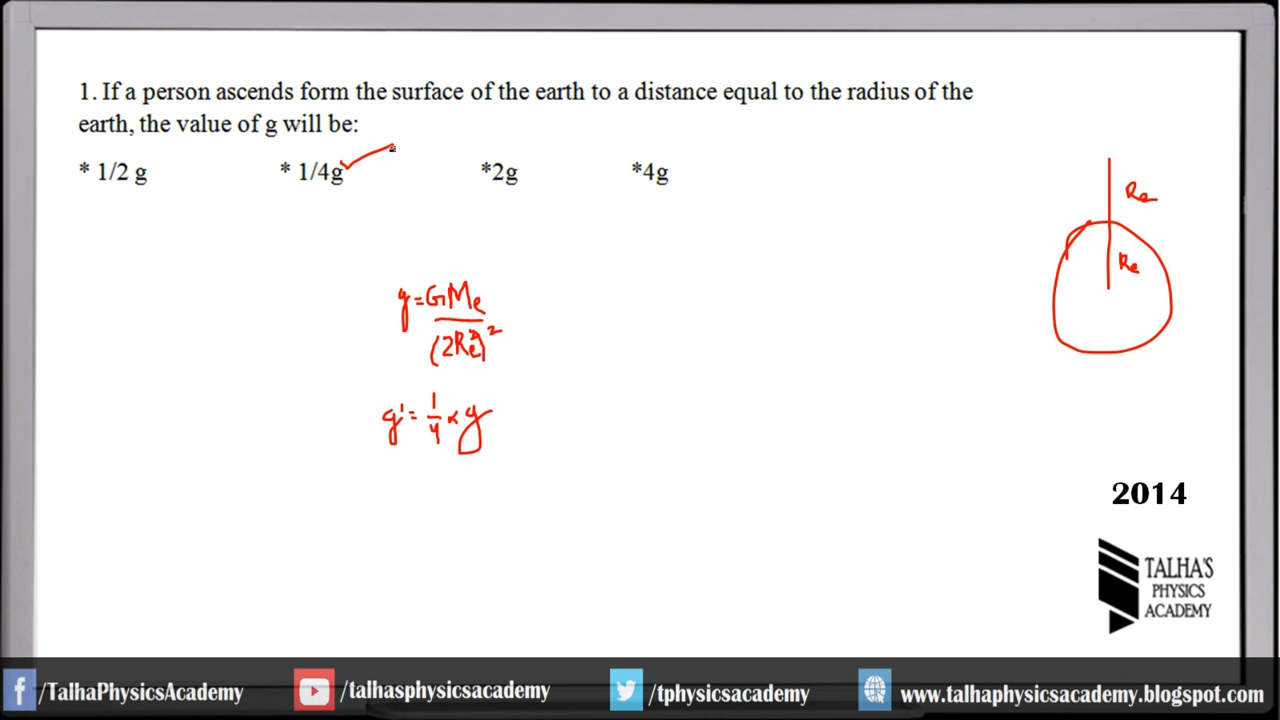 1. If a person ascends form the surface of the earth to a distance equal to the radius of the
earth, the value of g will be:
* 1/2 g * 1/4g *2g *4g
Re
Re
g = GMe
(2Re²)²
g' = 1/4 × g
2014
TALHA'S
PHYSICS
ACADEMY
/TalhaPhysicsAcademy /talhasphysicsacademy /tphysicsacademy www.talhaphysicsacademy.blogspot.com